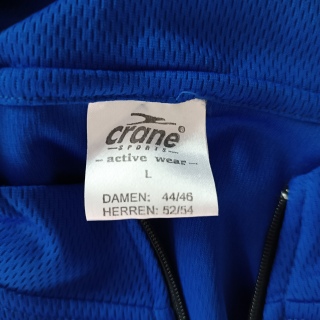 crane®
SPORTS
active wear
L
DAMEN: 44/46
HERREN: 52/54